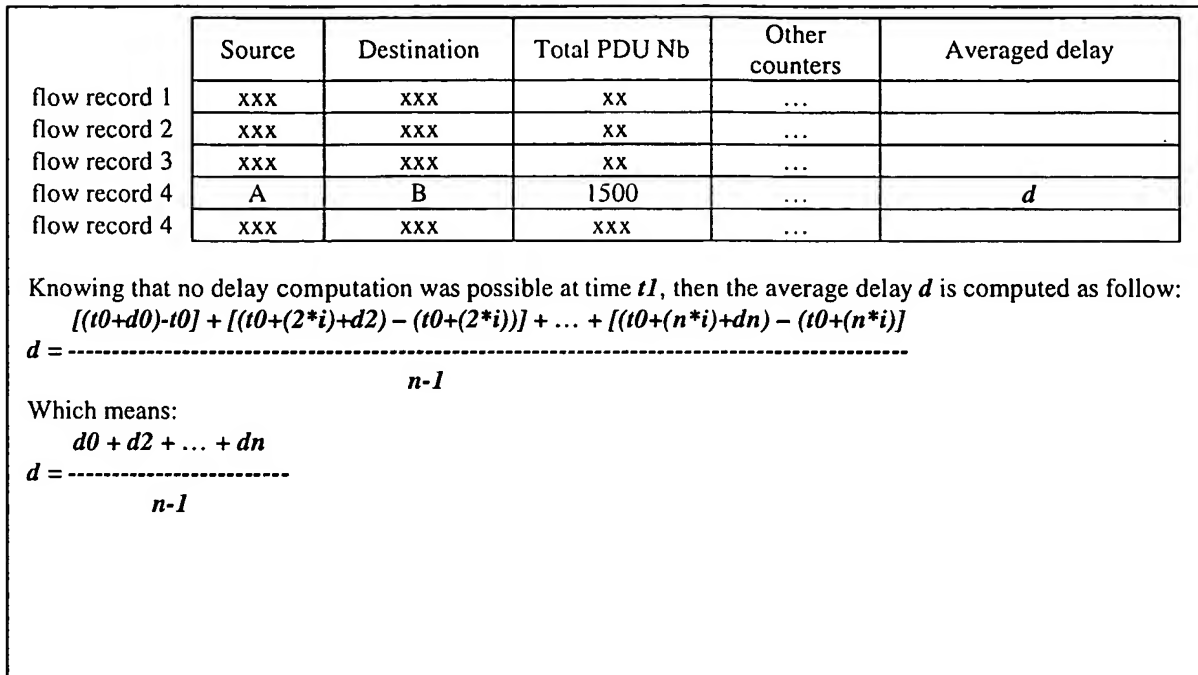 Source Destination Total PDU Nb Other counters Averaged delay
flow record 1 xxx xxx xx ...
flow record 2 xxx xxx xx ...
flow record 3 xxx xxx xx ...
flow record 4 A B 1500 ... d
flow record 4 xxx xxx xxx ...
Knowing that no delay computation was possible at time t1, then the average delay d is computed as follow:
[(t0+d0)-t0] + [(t0+(2*i)+d2) – (t0+(2*i))] + ... + [(t0+(n*i)+dn) – (t0+(n*i)]
d = --------------------------------------------------------------------------------
n-1
Which means:
d0 + d2 + ... + dn
d = -------------------------
n-1